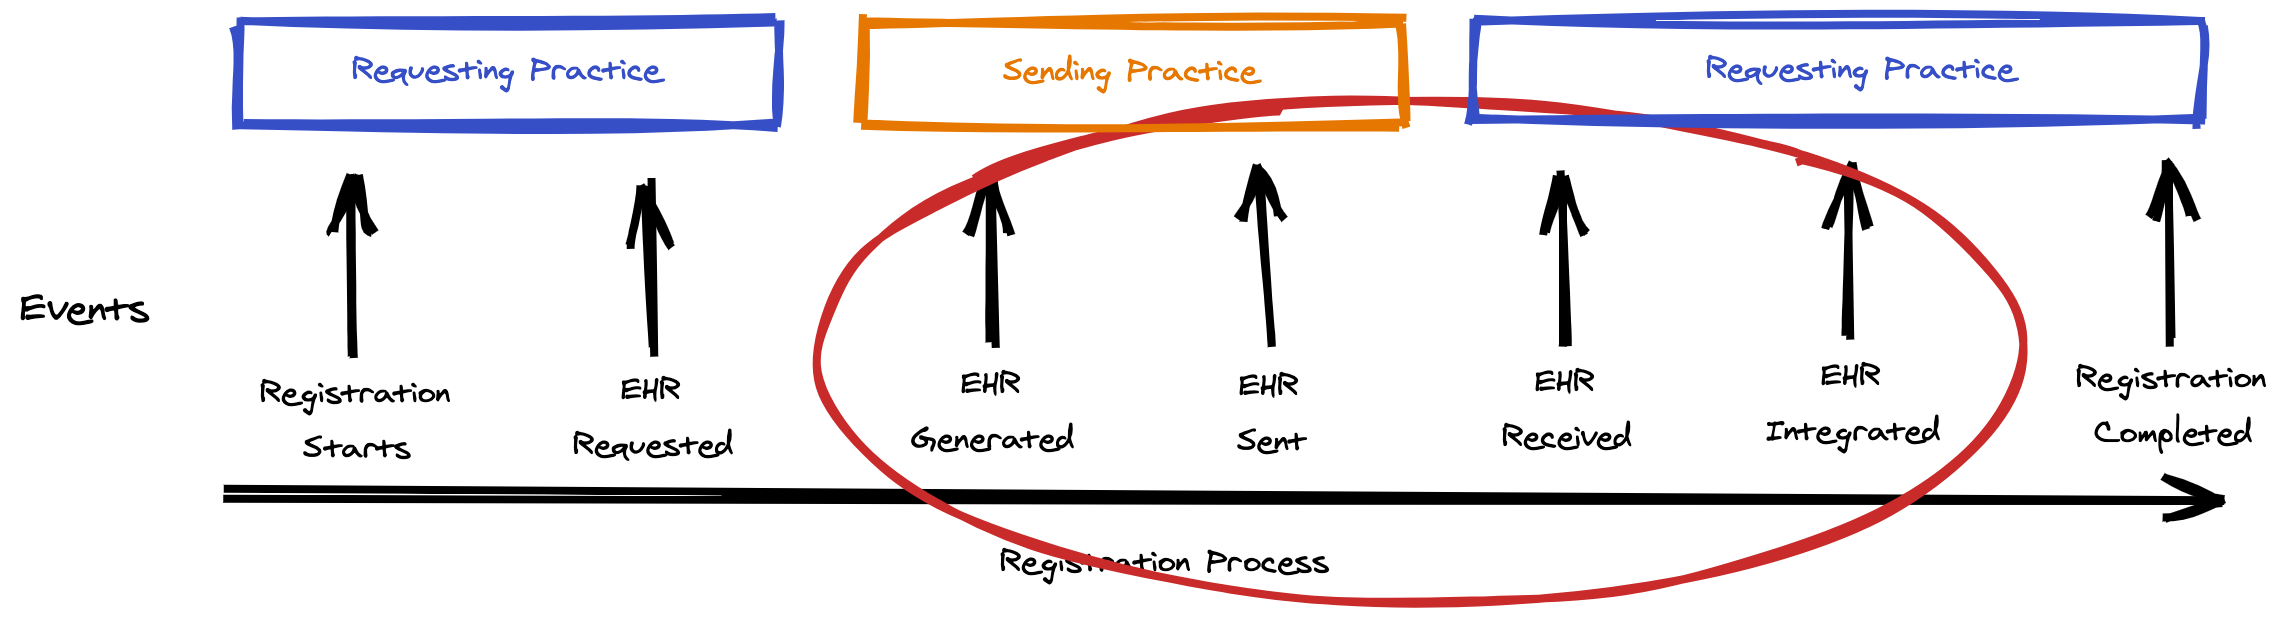 Requesting Practice
Sending Practice
Requesting Practice
Events
Registration
Starts
EHR
Requested
EHR
Generated
EHR
Sent
EHR
Received
EHR
Integrated
Registration
Completed
Registration Process